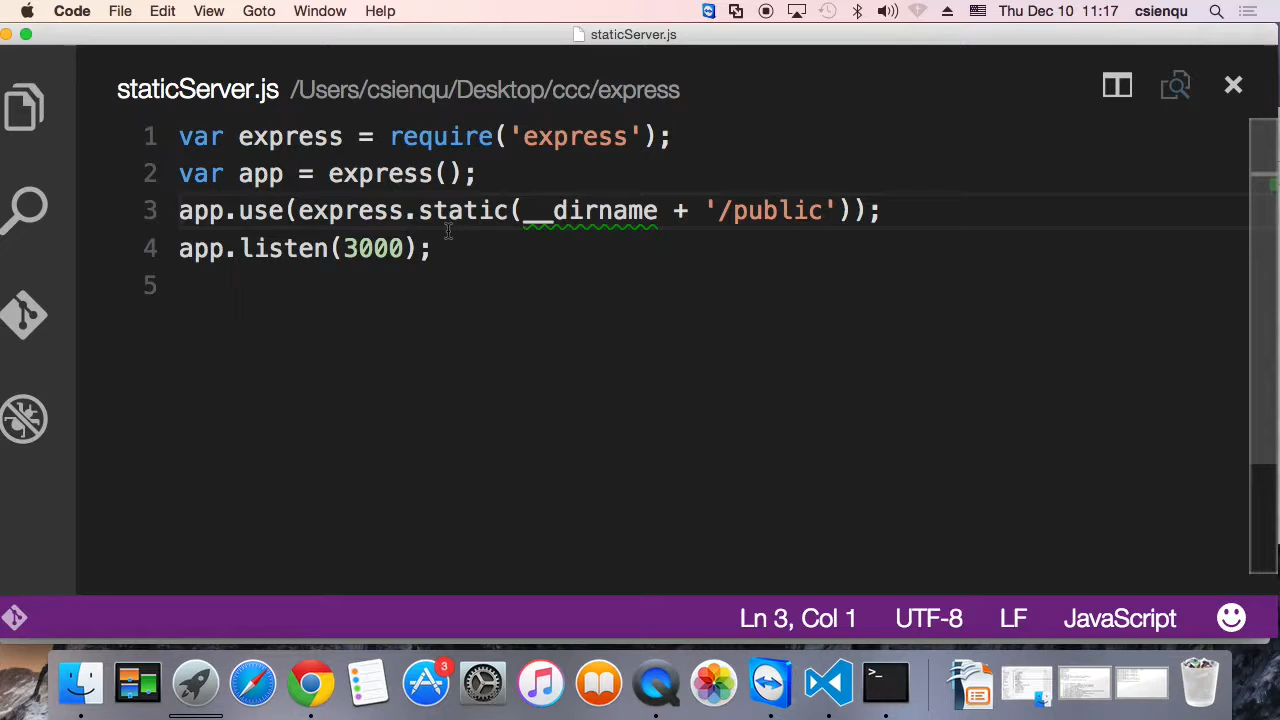 Code File Edit View Goto Window Help Thu Dec 10 11:17 csienqu
staticServer.js
staticServer.js /Users/csienqu/Desktop/ccc/express
1 var express = require('express');
2 var app = express();
3 app.use(express.static(__dirname + '/public'));
4 app.listen(3000);
5
Ln 3, Col 1 UTF-8 LF JavaScript
3